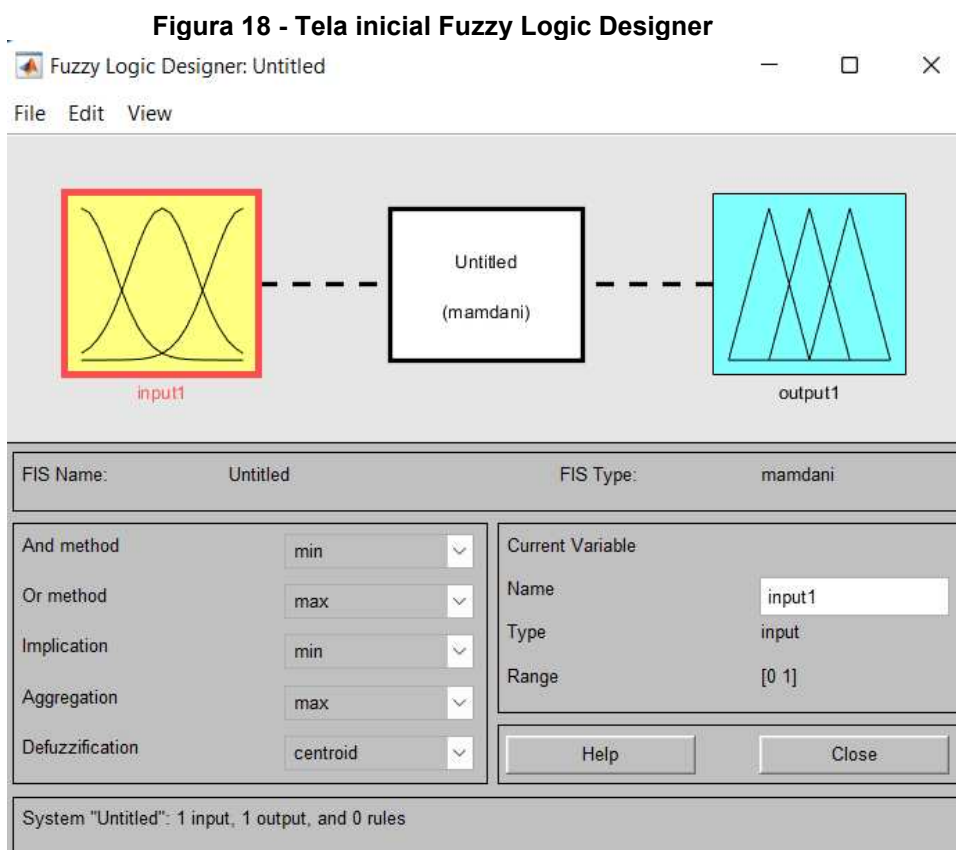 Figura 18 - Tela inicial Fuzzy Logic Designer
Fuzzy Logic Designer: Untitled
File Edit View
Untitled
(mamdani)
input1
output1
FIS Name: Untitled FIS Type: mamdani
And method min
Or method max
Implication min
Aggregation max
Defuzzification centroid
Current Variable
Name input1
Type input
Range [0 1]
Help Close
System "Untitled": 1 input, 1 output, and 0 rules